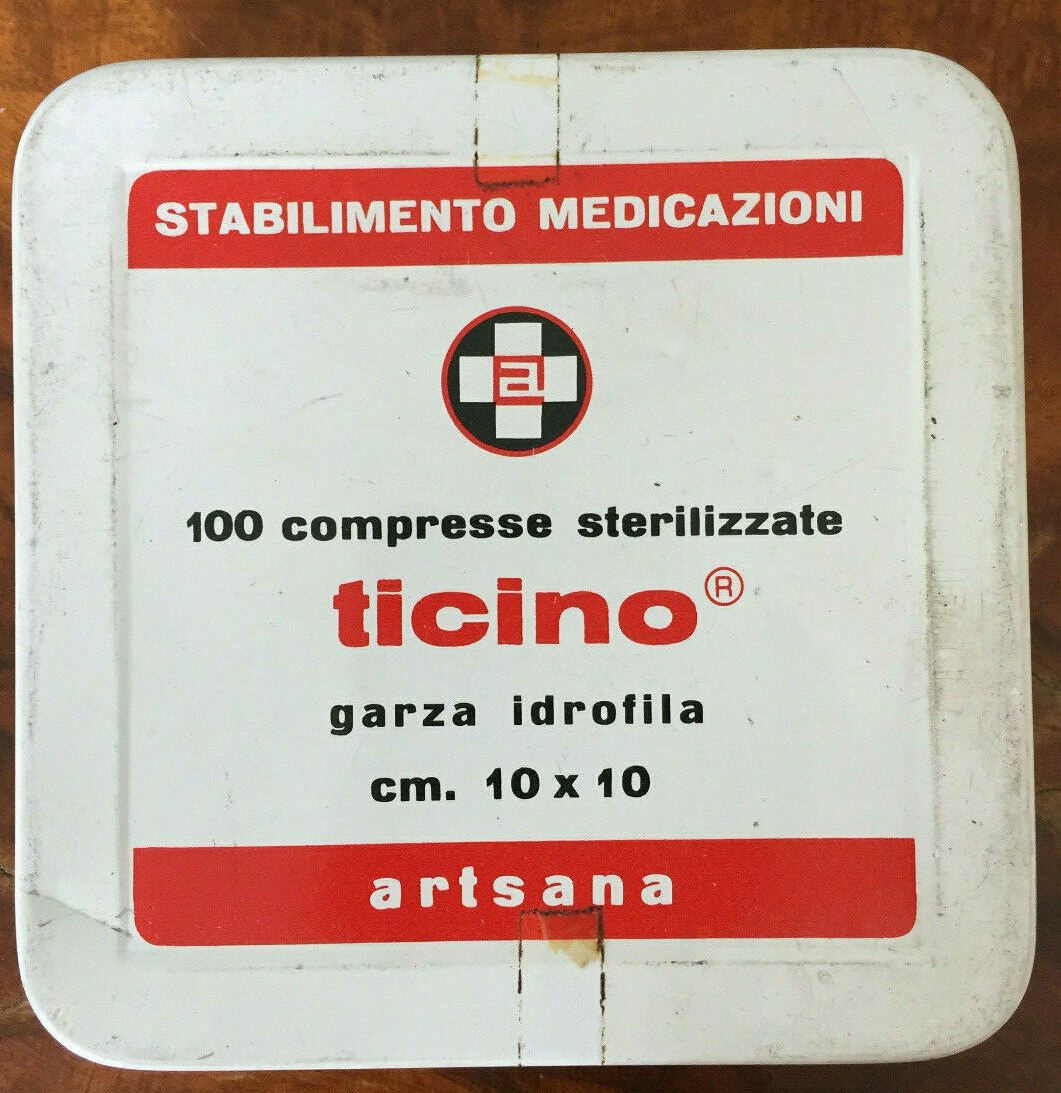 STABILIMENTO MEDICAZIONI
a
100 compresse sterilizzate
ticino®
garza idrofila
cm. 10 x 10
artsana